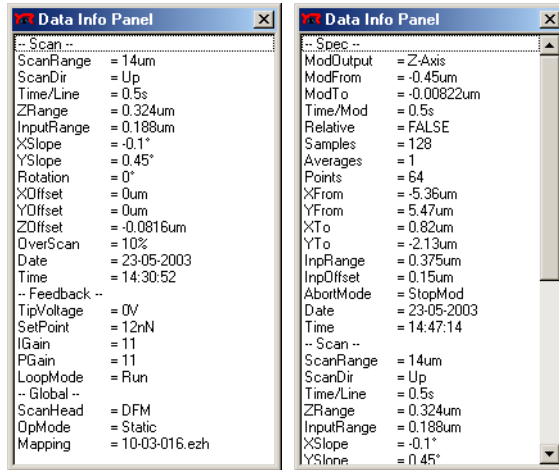 Data Info Panel
-- Scan --
ScanRange = 14um
ScanDir = Up
Time/Line = 0.5s
ZRange = 0.324um
InputRange = 0.188um
XSlope = -0.1°
YSlope = 0.45°
Rotation = 0°
XOffset = 0um
YOffset = 0um
ZOffset = -0.0816um
OverScan = 10%
Date = 23-05-2003
Time = 14:30:52
-- Feedback --
TipVoltage = 0V
SetPoint = 12nN
IGain = 11
PGain = 11
LoopMode = Run
-- Global --
ScanHead = DFM
OpMode = Static
Mapping = 10-03-016.ezh
Data Info Panel
-- Spec --
ModOutput = Z-Axis
ModFrom = -0.45um
ModTo = -0.00822um
Time/Mod = 0.5s
Relative = FALSE
Samples = 128
Averages = 1
Points = 64
XFrom = -5.36um
YFrom = 5.47um
XTo = 0.82um
YTo = -2.13um
InpRange = 0.375um
InpOffset = 0.15um
AbortMode = StopMod
Date = 23-05-2003
Time = 14:47:14
-- Scan --
ScanRange = 14um
ScanDir = Up
Time/Line = 0.5s
ZRange = 0.324um
InputRange = 0.188um
XSlope = -0.1°
YSlope = 0.45°